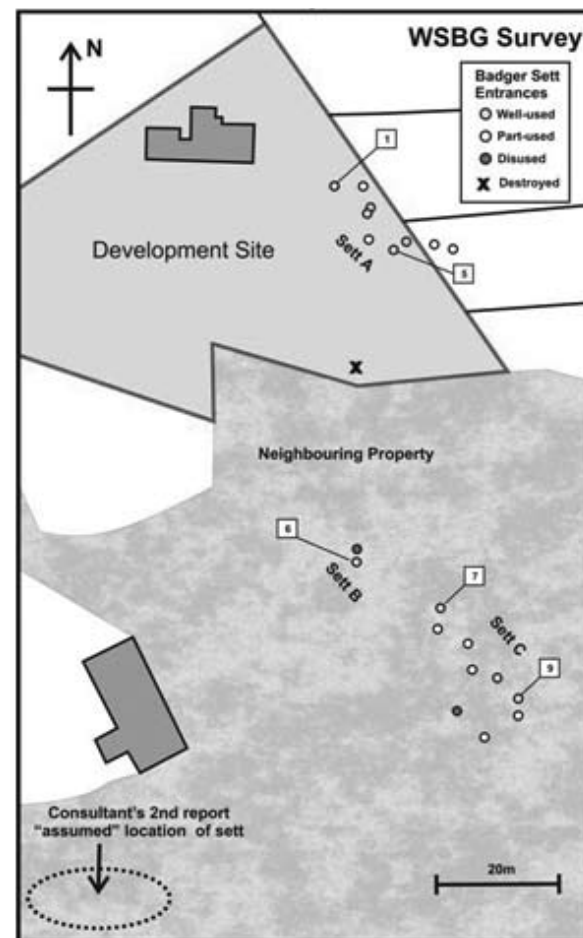 WSBG Survey
N
Badger Sett
Entrances
Well-used
Part-used
Disused
x Destroyed
1
Development Site
Sett A
5
x
Neighbouring Property
6
Sett B
7
Sett C
9
Consultant's 2nd report
"assumed" location of sett
20m